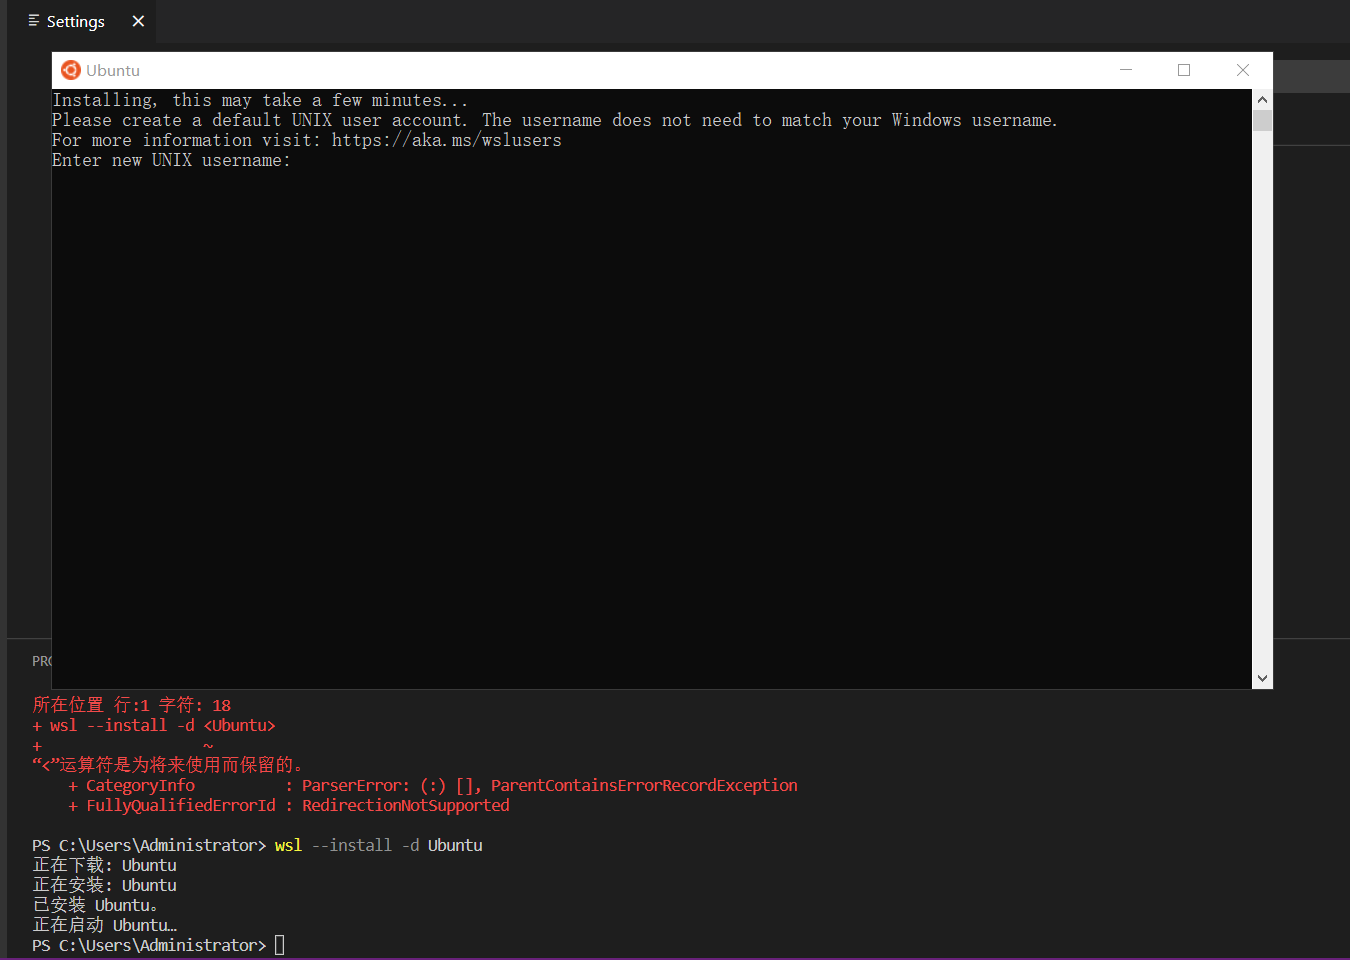 Settings
Ubuntu
Installing, this may take a few minutes...
Please create a default UNIX user account. The username does not need to match your Windows username.
For more information visit: https://aka.ms/wslusers
Enter new UNIX username:
PRO
所在位置 行:1 字符: 18
+ wsl --install -d <Ubuntu>
+                  ~
“<”运算符是为将来使用而保留的。
    + CategoryInfo          : ParserError: (:) [], ParentContainsErrorRecordException
    + FullyQualifiedErrorId : RedirectionNotSupported
PS C:\Users\Administrator> wsl --install -d Ubuntu
正在下载: Ubuntu
正在安装: Ubuntu
已安装 Ubuntu。
正在启动 Ubuntu…
PS C:\Users\Administrator>